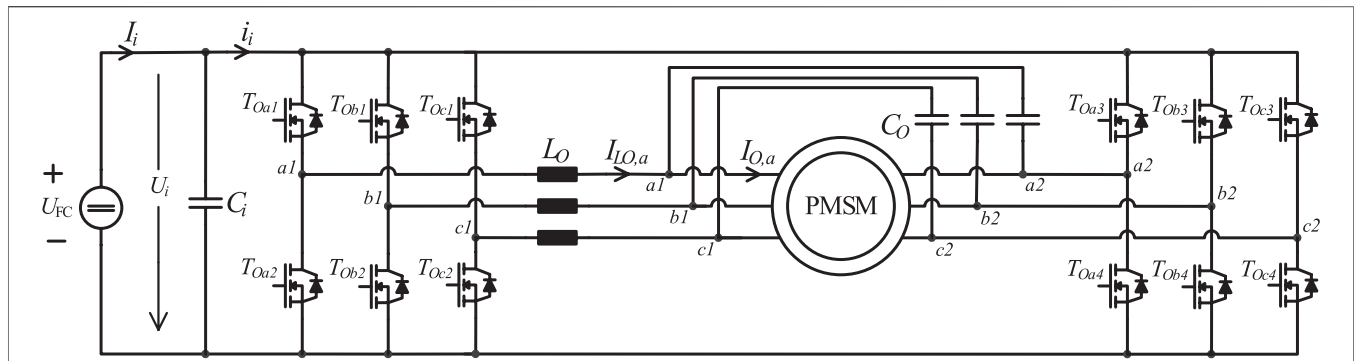 I_i i_i
T_Oa1 T_Ob1 T_Oc1 C_O T_Oa3 T_Ob3 T_Oc3
L_O I_LO,a I_O,a
a1 a1 a2
+ U_FC − U_i C_i b1 b1 PMSM b2 b2
c1 c1 c2 c2
T_Oa2 T_Ob2 T_Oc2 T_Oa4 T_Ob4 T_Oc4